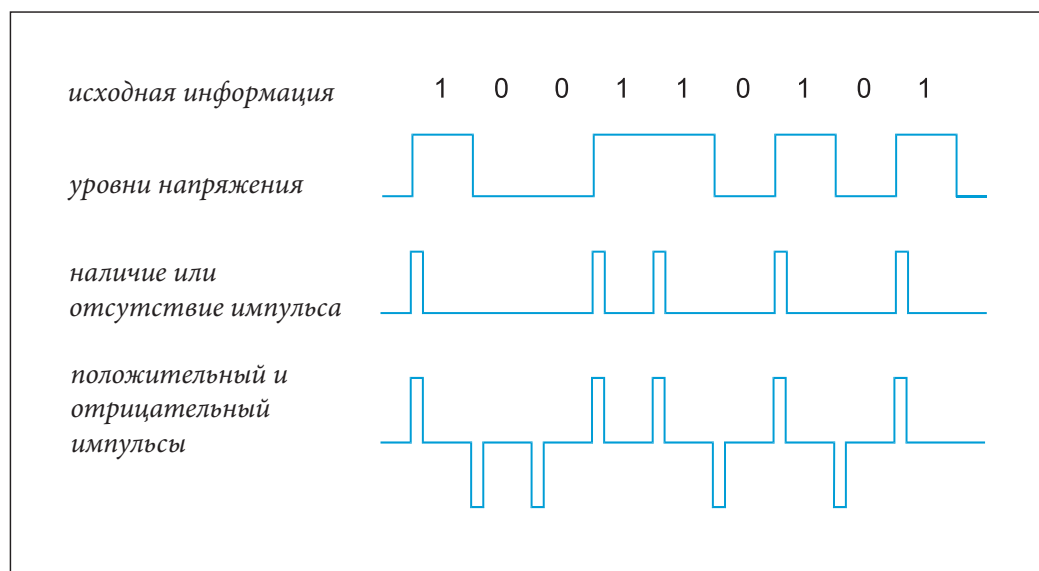 исходная информация 1 0 0 1 1 0 1 0 1
уровни напряжения
наличие или
отсутствие импульса
положительный и
отрицательный
импульсы